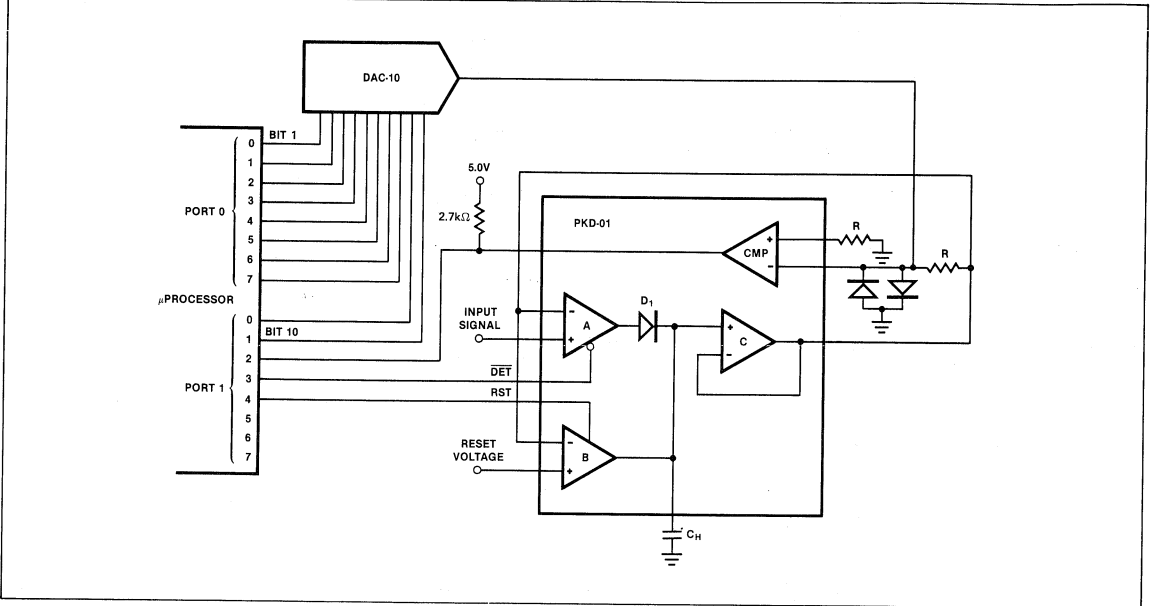 DAC-10
BIT 1
PORT 0
0
1
2
3
4
5
6
7
µPROCESSOR
BIT 10
PORT 1
0
1
2
3
4
5
6
7
5.0V
2.7kΩ
PKD-01
CMP
+
−
R
R
INPUT
SIGNAL
−
A
+
D1
+
C
−
DET
RST
RESET
VOLTAGE
−
B
+
CH